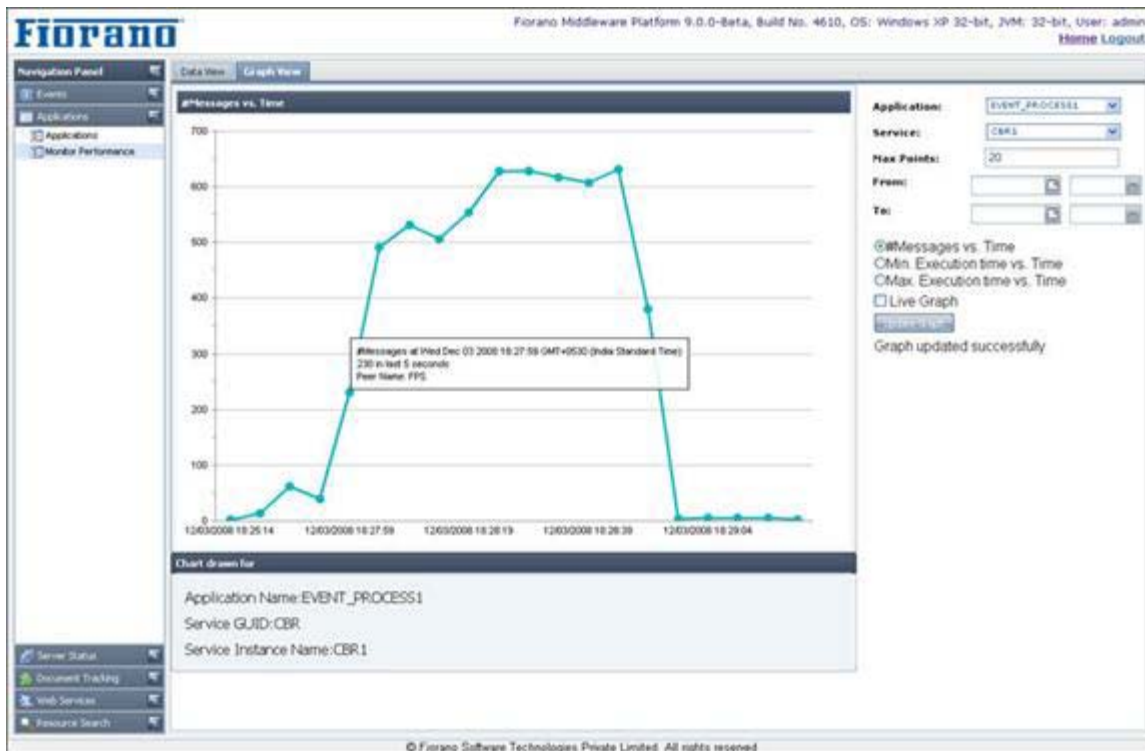 Fiorano
Fiorano Middleware Platform 9.0.0-Beta, Build No. 4610, OS: Windows XP 32-bit, JVM: 32-bit, User: admin
Home Logout
Navigation Panel
Events
Applications
Applications
Monitor Performance
Server Status
Document Tracking
Web Services
Resource Search
Data View
Graph View
#Messages vs. Time
700
600
500
400
300
200
100
0
#Messages at Wed Dec 03 2008 18:27:59 GMT+0530 (India Standard Time)
230 in last 5 seconds
Peer Name: FPS
12/03/2008 18:25:14
12/03/2008 18:27:59
12/03/2008 18:28:19
12/03/2008 18:28:39
12/03/2008 18:29:04
Chart drawn for
Application Name:EVENT_PROCESS1
Service GUID:CBR
Service Instance Name:CBR1
Application:
EVENT_PROCESS1
Service:
CBR1
Max Points:
20
From:
To:
#Messages vs. Time
Min. Execution time vs. Time
Max. Execution time vs. Time
Live Graph
Update Graph
Graph updated successfully
© Fiorano Software Technologies Private Limited. All rights reserved